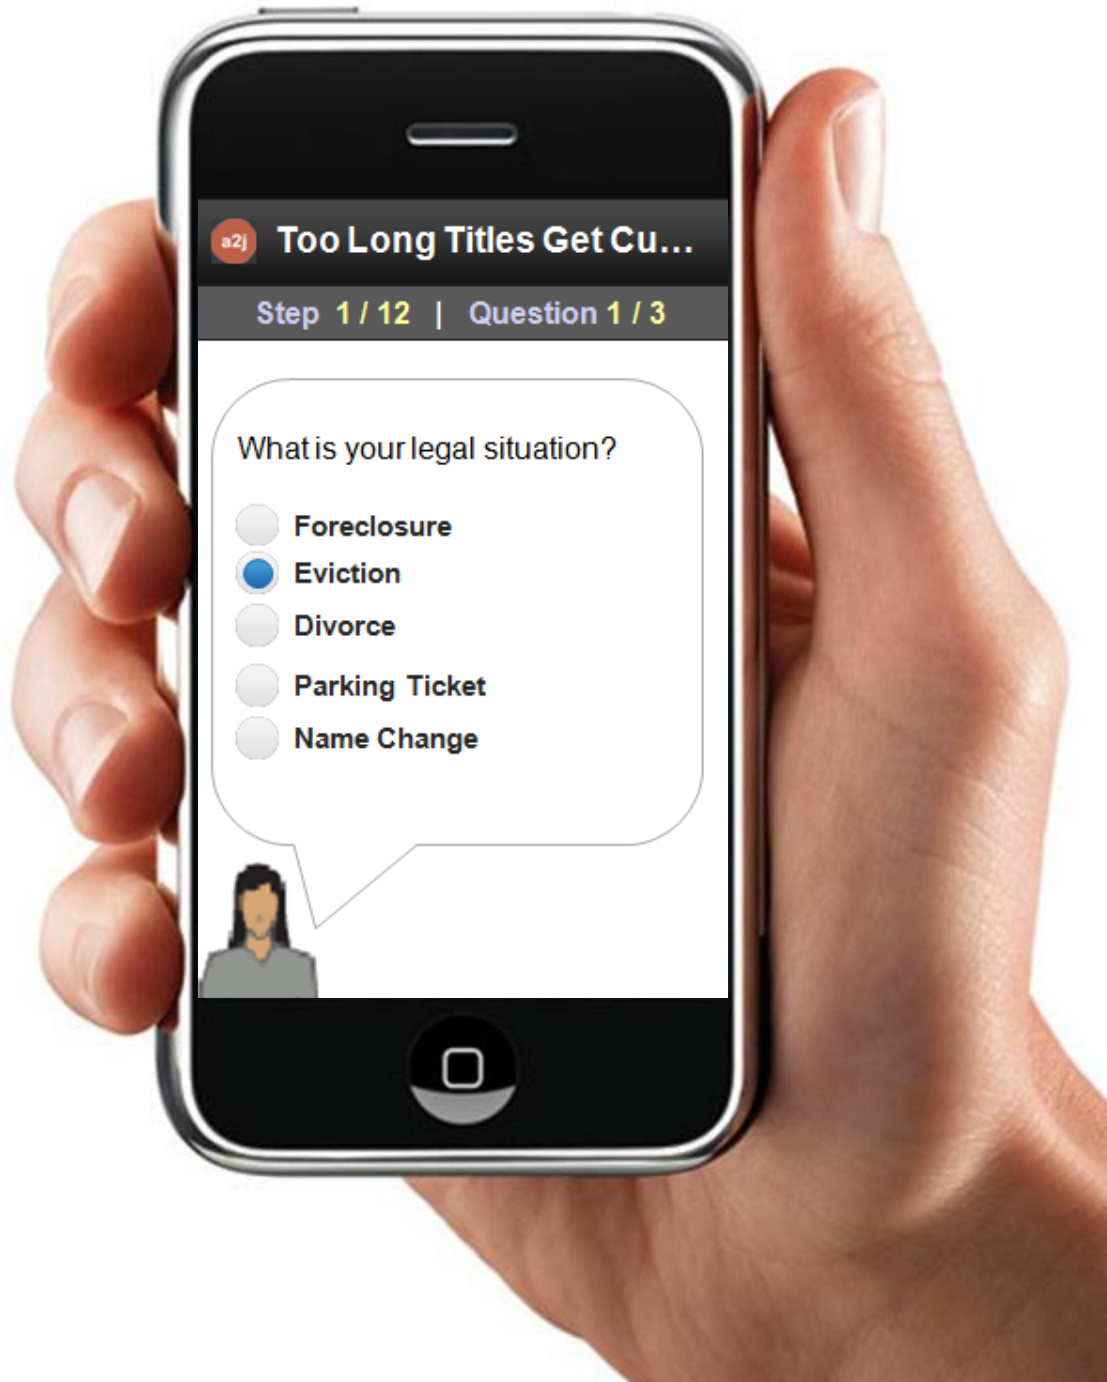 a2j Too Long Titles Get Cu...
Step 1 / 12 | Question 1 / 3
What is your legal situation?
Foreclosure
Eviction
Divorce
Parking Ticket
Name Change